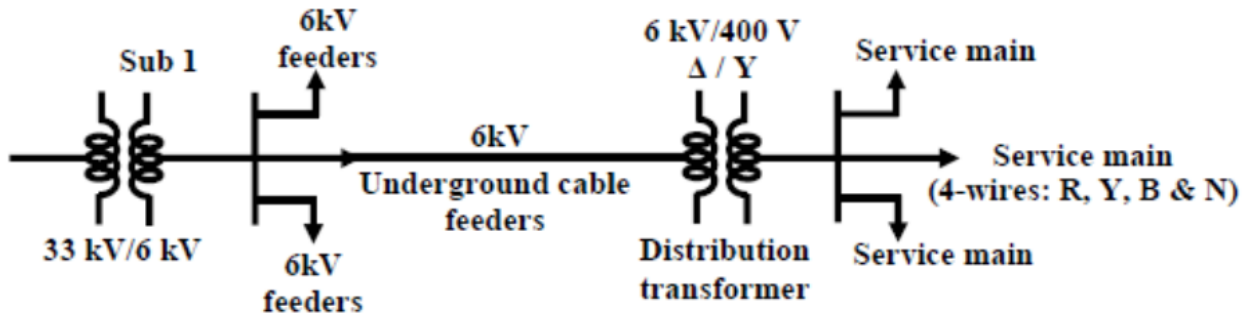 Sub 1
33 kV/6 kV
6kV
feeders
6kV
feeders
6kV
Underground cable
feeders
6 kV/400 V
Δ / Y
Distribution
transformer
Service main
Service main
(4-wires: R, Y, B & N)
Service main